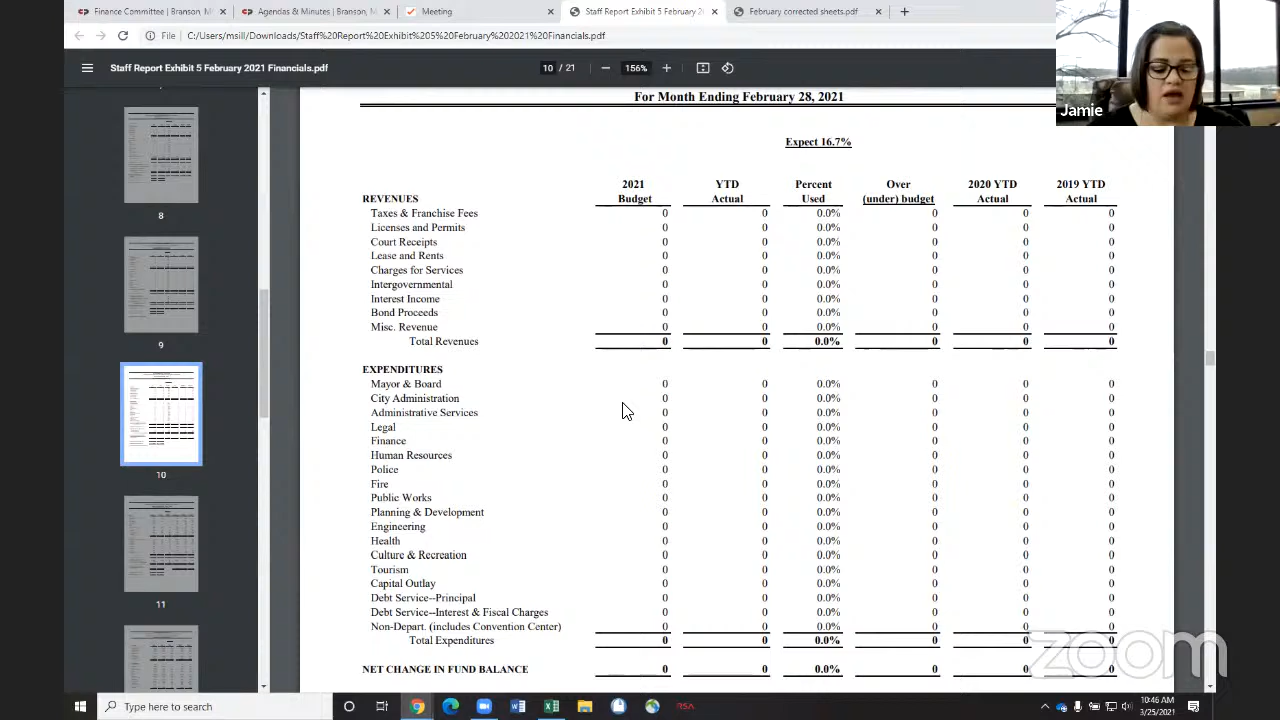 Finance Committee | Branson, M
Agendas & Minutes | Branson, M
Meeting
Staff Report Exhibit 5 February 20
February corrected sheets.pdf
File C:/Users/msill/Downloads/Staff%20Report%20Exhibit%205%20February%202021%20Financials.pdf
Staff Report Exhibit 5 February 2021 Financials.pdf
10 / 21
156%
Jamie
For Month Ending February 28, 2021
Expect 16.7%
2021 YTD Percent Over 2020 YTD 2019 YTD
REVENUES Budget Actual Used (under) budget Actual Actual
Taxes & Franchise Fees 0 0 0.0% 0 0 0
Licenses and Permits 0 0 0.0% 0 0 0
Court Receipts 0 0 0.0% 0 0 0
Lease and Rents 0 0 0.0% 0 0 0
Charges for Services 0 0 0.0% 0 0 0
Intergovernmental 0 0 0.0% 0 0 0
Interest Income 0 0 0.0% 0 0 0
Bond Proceeds 0 0 0.0% 0 0 0
Misc. Revenue 0 0 0.0% 0 0 0
Total Revenues 0 0 0.0% 0 0 0
EXPENDITURES
Mayor & Board 0 0 0.0% 0 0 0
City Administration 0 0 0.0% 0 0 0
Administrative Services 0 0 0.0% 0 0 0
Legal 0 0 0.0% 0 0 0
Finance 0 0 0.0% 0 0 0
Human Resources 0 0 0.0% 0 0 0
Police 0 0 0.0% 0 0 0
Fire 0 0 0.0% 0 0 0
Public Works 0 0 0.0% 0 0 0
Planning & Development 0 0 0.0% 0 0 0
Engineering 0 0 0.0% 0 0 0
Health 0 0 0.0% 0 0 0
Culture & Recreation 0 0 0.0% 0 0 0
Tourism 0 0 0.0% 0 0 0
Capital Outlay 0 0 0.0% 0 0 0
Debt Service--Principal 0 0 0.0% 0 0 0
Debt Service--Interest & Fiscal Charges 0 0 0.0% 0 0 0
Non-Depart. (includes Convention Center) 0 0 0.0% 0 0 0
Total Expenditures 0 0 0.0% 0 0 0
NET CHANGE IN FUND BALANCE 0 0 0.0% 0 0 0
8
9
10
11
zoom
Type here to search
RSA
10:46 AM
3/25/2021